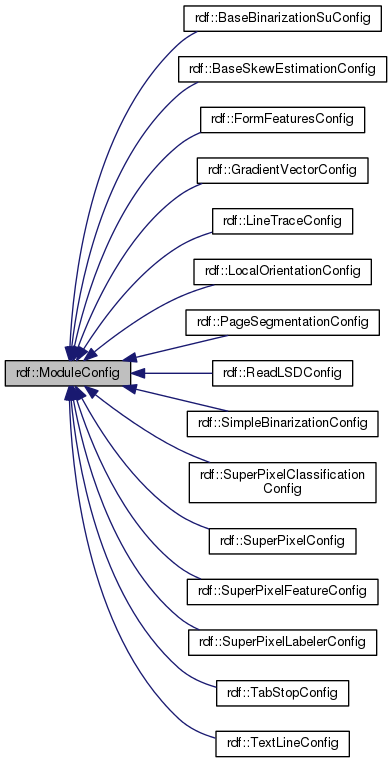 rdf::BaseBinarizationSuConfig
rdf::BaseSkewEstimationConfig
rdf::FormFeaturesConfig
rdf::GradientVectorConfig
rdf::LineTraceConfig
rdf::LocalOrientationConfig
rdf::PageSegmentationConfig
rdf::ModuleConfig
rdf::ReadLSDConfig
rdf::SimpleBinarizationConfig
rdf::SuperPixelClassification
Config
rdf::SuperPixelConfig
rdf::SuperPixelFeatureConfig
rdf::SuperPixelLabelerConfig
rdf::TabStopConfig
rdf::TextLineConfig